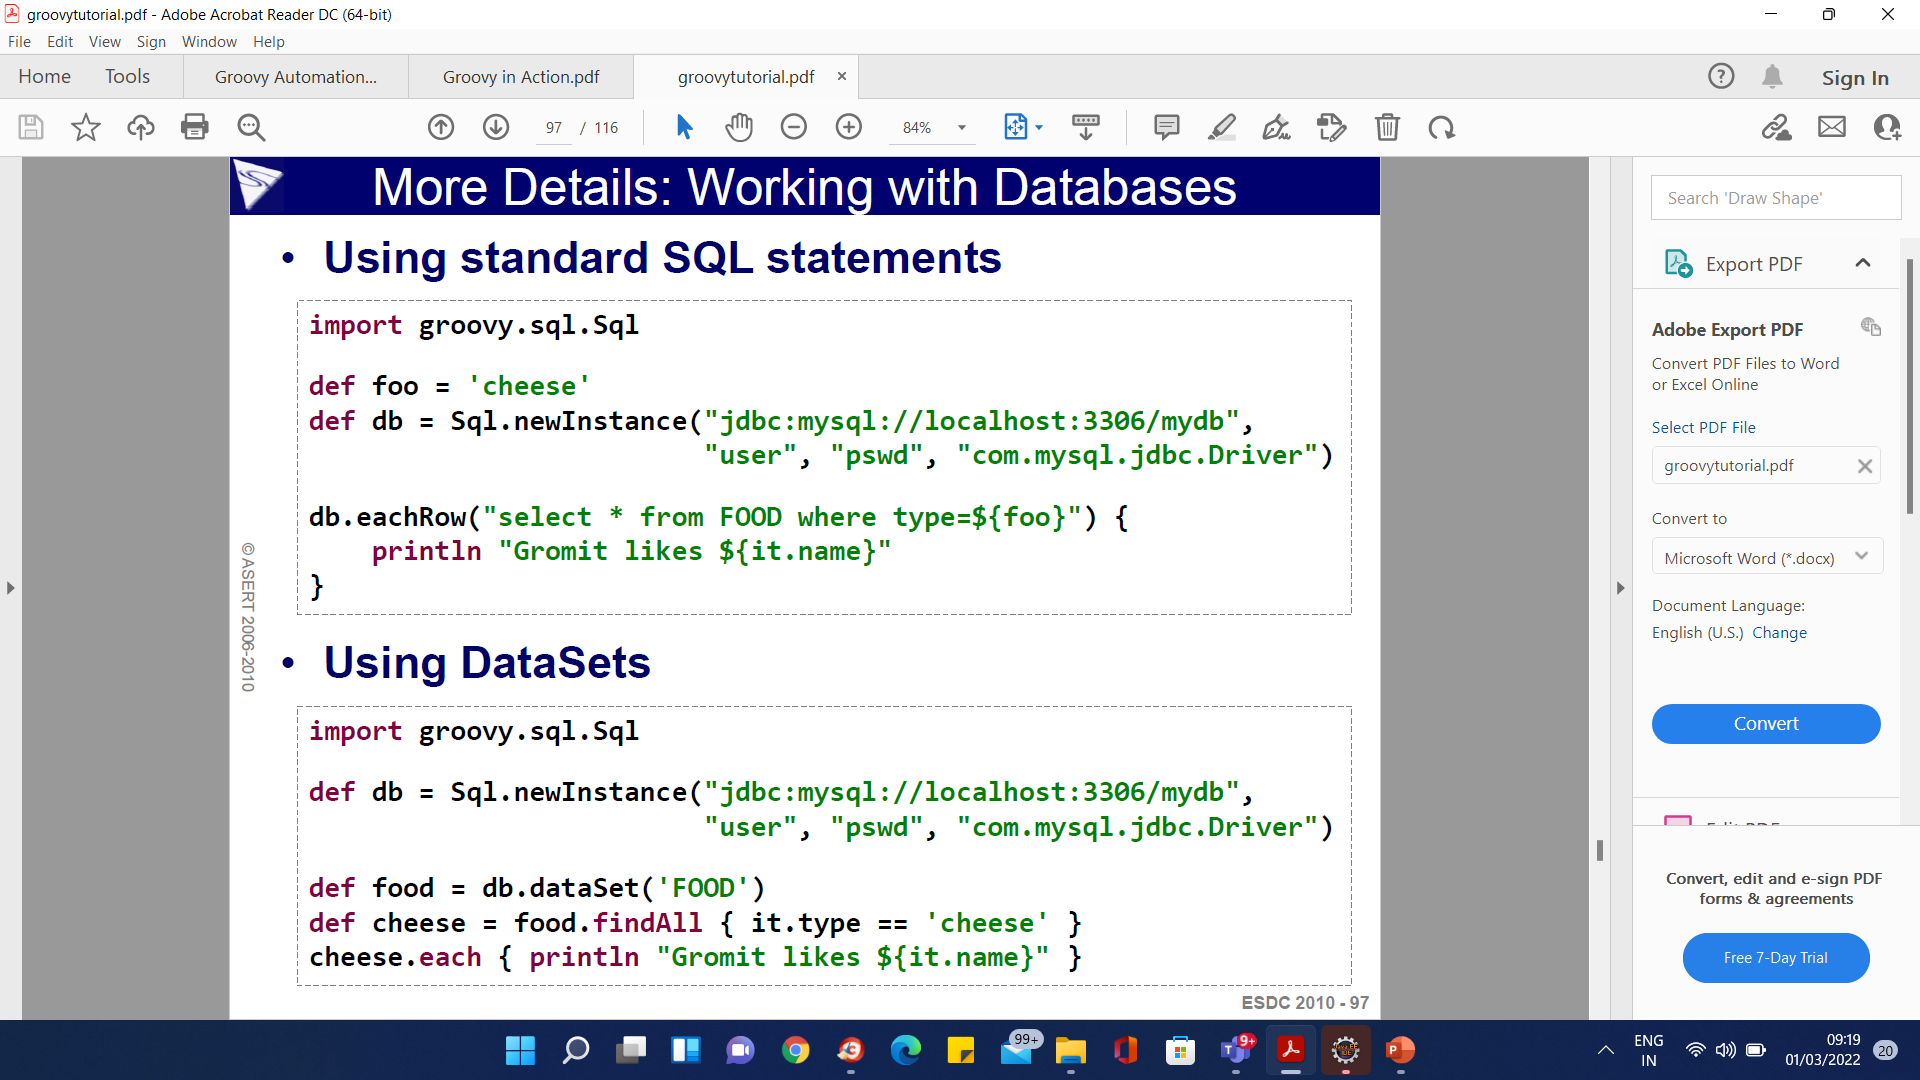 groovytutorial.pdf - Adobe Acrobat Reader DC (64-bit)
File Edit View Sign Window Help
Home Tools Groovy Automation... Groovy in Action.pdf groovytutorial.pdf ×
? Sign In
97 / 116 84%
More Details: Working with Databases
• Using standard SQL statements
import groovy.sql.Sql
def foo = 'cheese'
def db = Sql.newInstance("jdbc:mysql://localhost:3306/mydb",
"user", "pswd", "com.mysql.jdbc.Driver")
db.eachRow("select * from FOOD where type=${foo}") {
println "Gromit likes ${it.name}"
}
© ASERT 2006-2010
• Using DataSets
import groovy.sql.Sql
def db = Sql.newInstance("jdbc:mysql://localhost:3306/mydb",
"user", "pswd", "com.mysql.jdbc.Driver")
def food = db.dataSet('FOOD')
def cheese = food.findAll { it.type == 'cheese' }
cheese.each { println "Gromit likes ${it.name}" }
ESDC 2010 - 97
Search 'Draw Shape'
Export PDF
Adobe Export PDF
Convert PDF Files to Word
or Excel Online
Select PDF File
groovytutorial.pdf
Convert to
Microsoft Word (*.docx)
Document Language:
English (U.S.) Change
Convert
Convert, edit and e-sign PDF
forms & agreements
Free 7-Day Trial
99+
9+
ENG
IN
09:19
01/03/2022
20